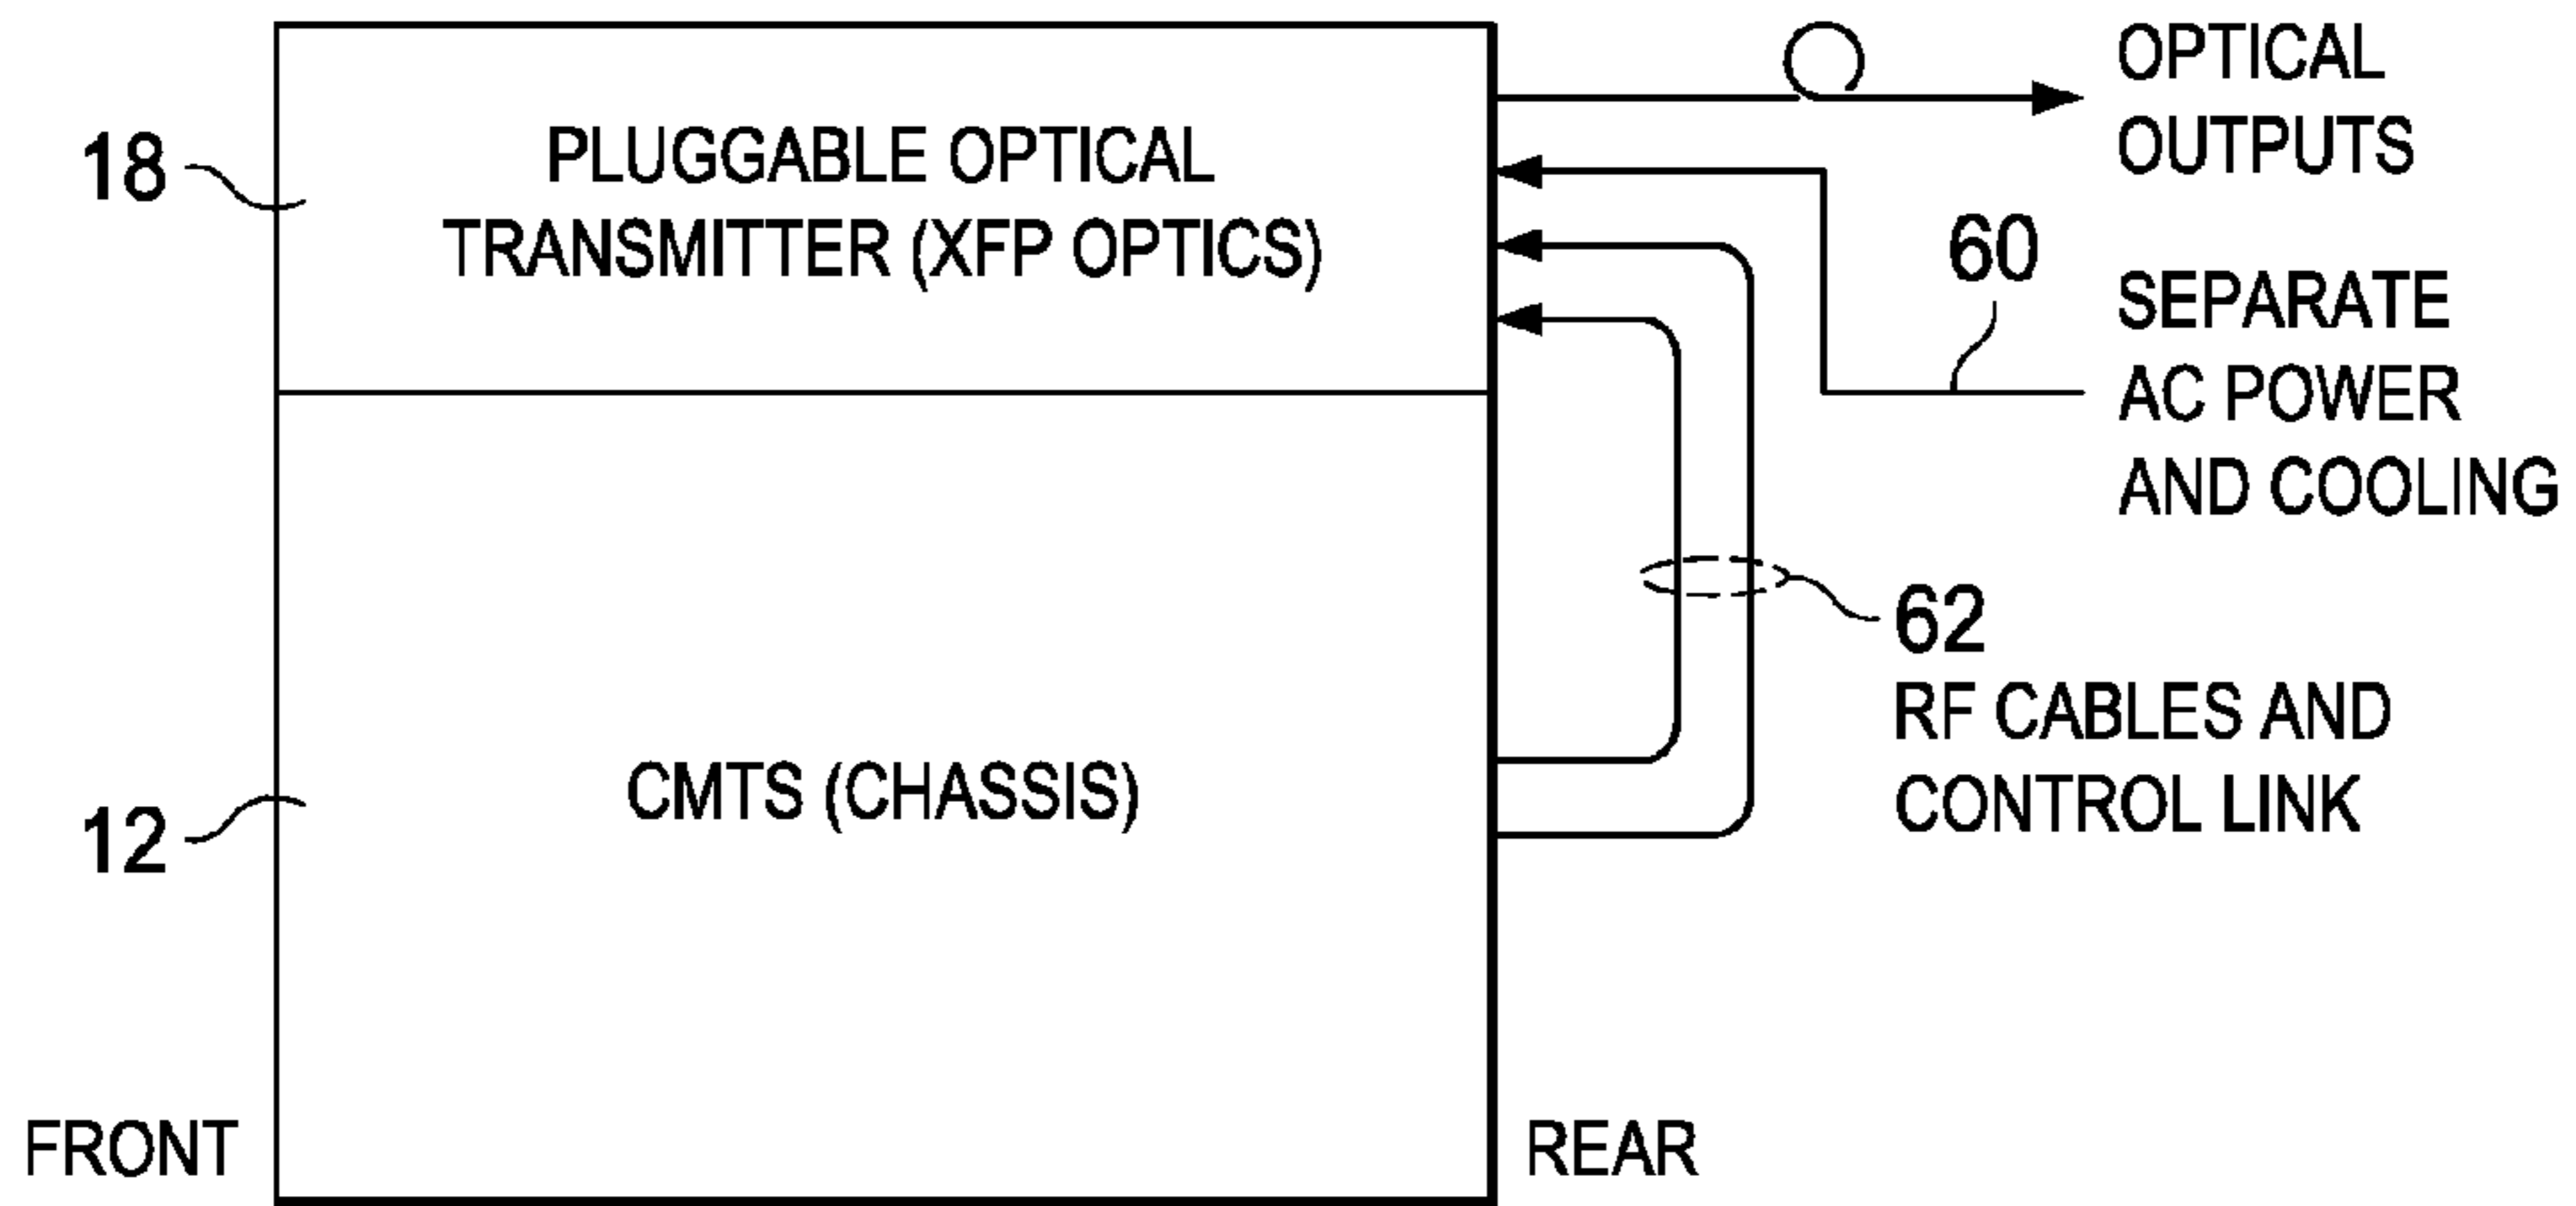 18
PLUGGABLE OPTICAL
TRANSMITTER (XFP OPTICS)
OPTICAL
OUTPUTS
60
SEPARATE
AC POWER
AND COOLING
62
RF CABLES AND
CONTROL LINK
12
CMTS (CHASSIS)
FRONT
REAR